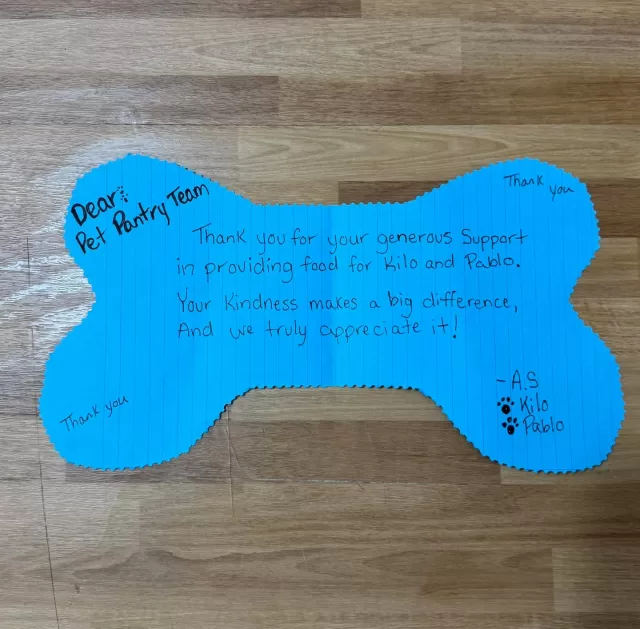 Dear:
Pet Pantry Team
Thank you
Thank you for your generous Support
in providing food for Kilo and Pablo.
Your Kindness makes a big difference,
And we truly appreciate it!
Thank you
- A.S
Kilo
Pablo